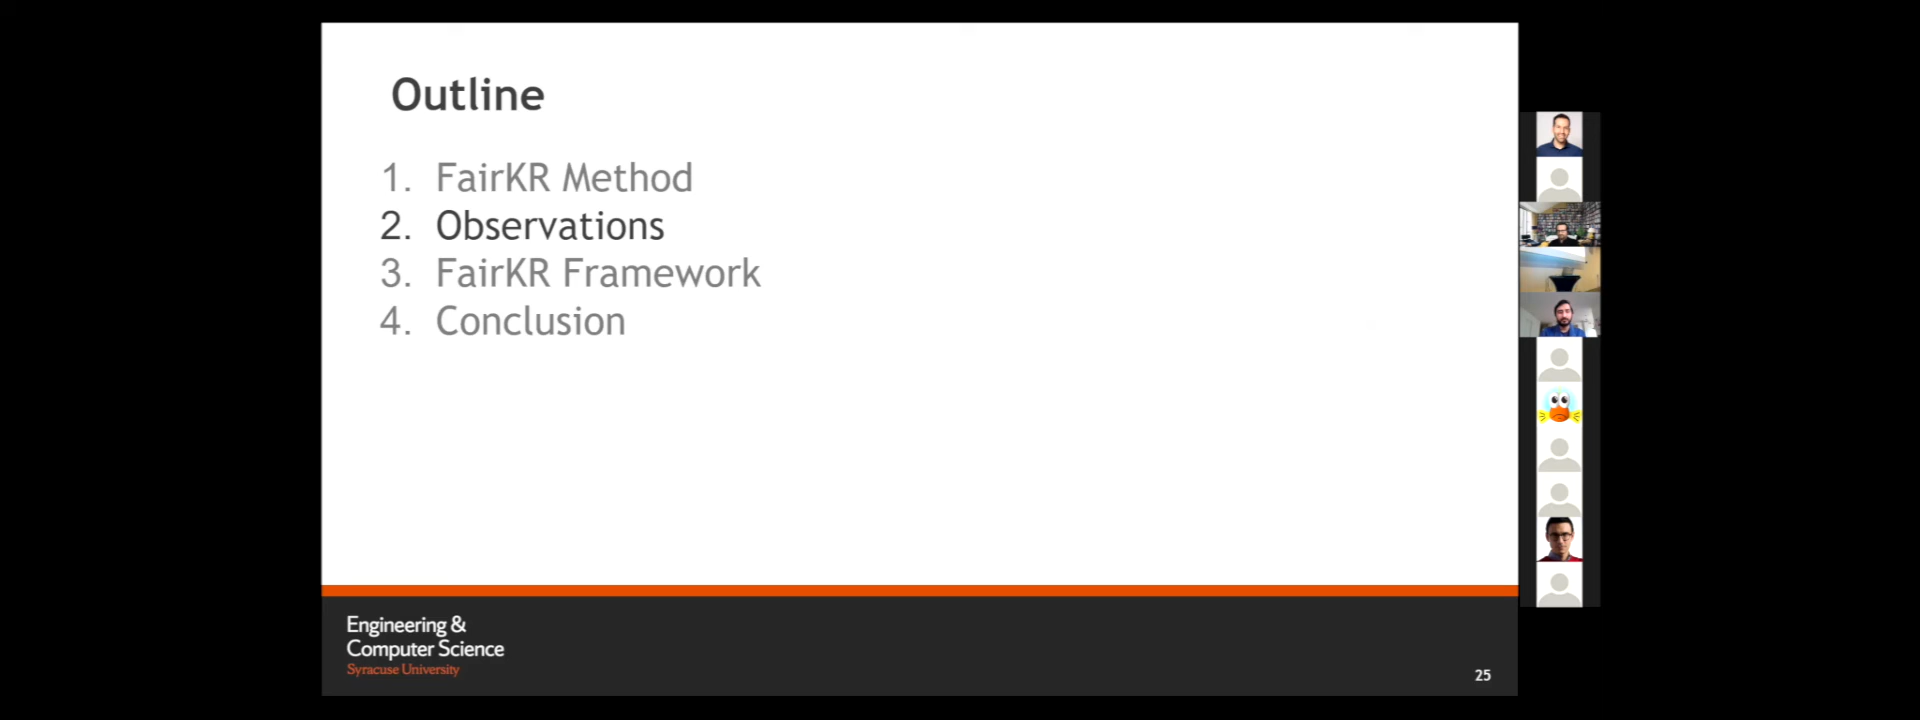 Outline
1. FairKR Method
2. Observations
3. FairKR Framework
4. Conclusion
Engineering &
Computer Science
Syracuse University
25